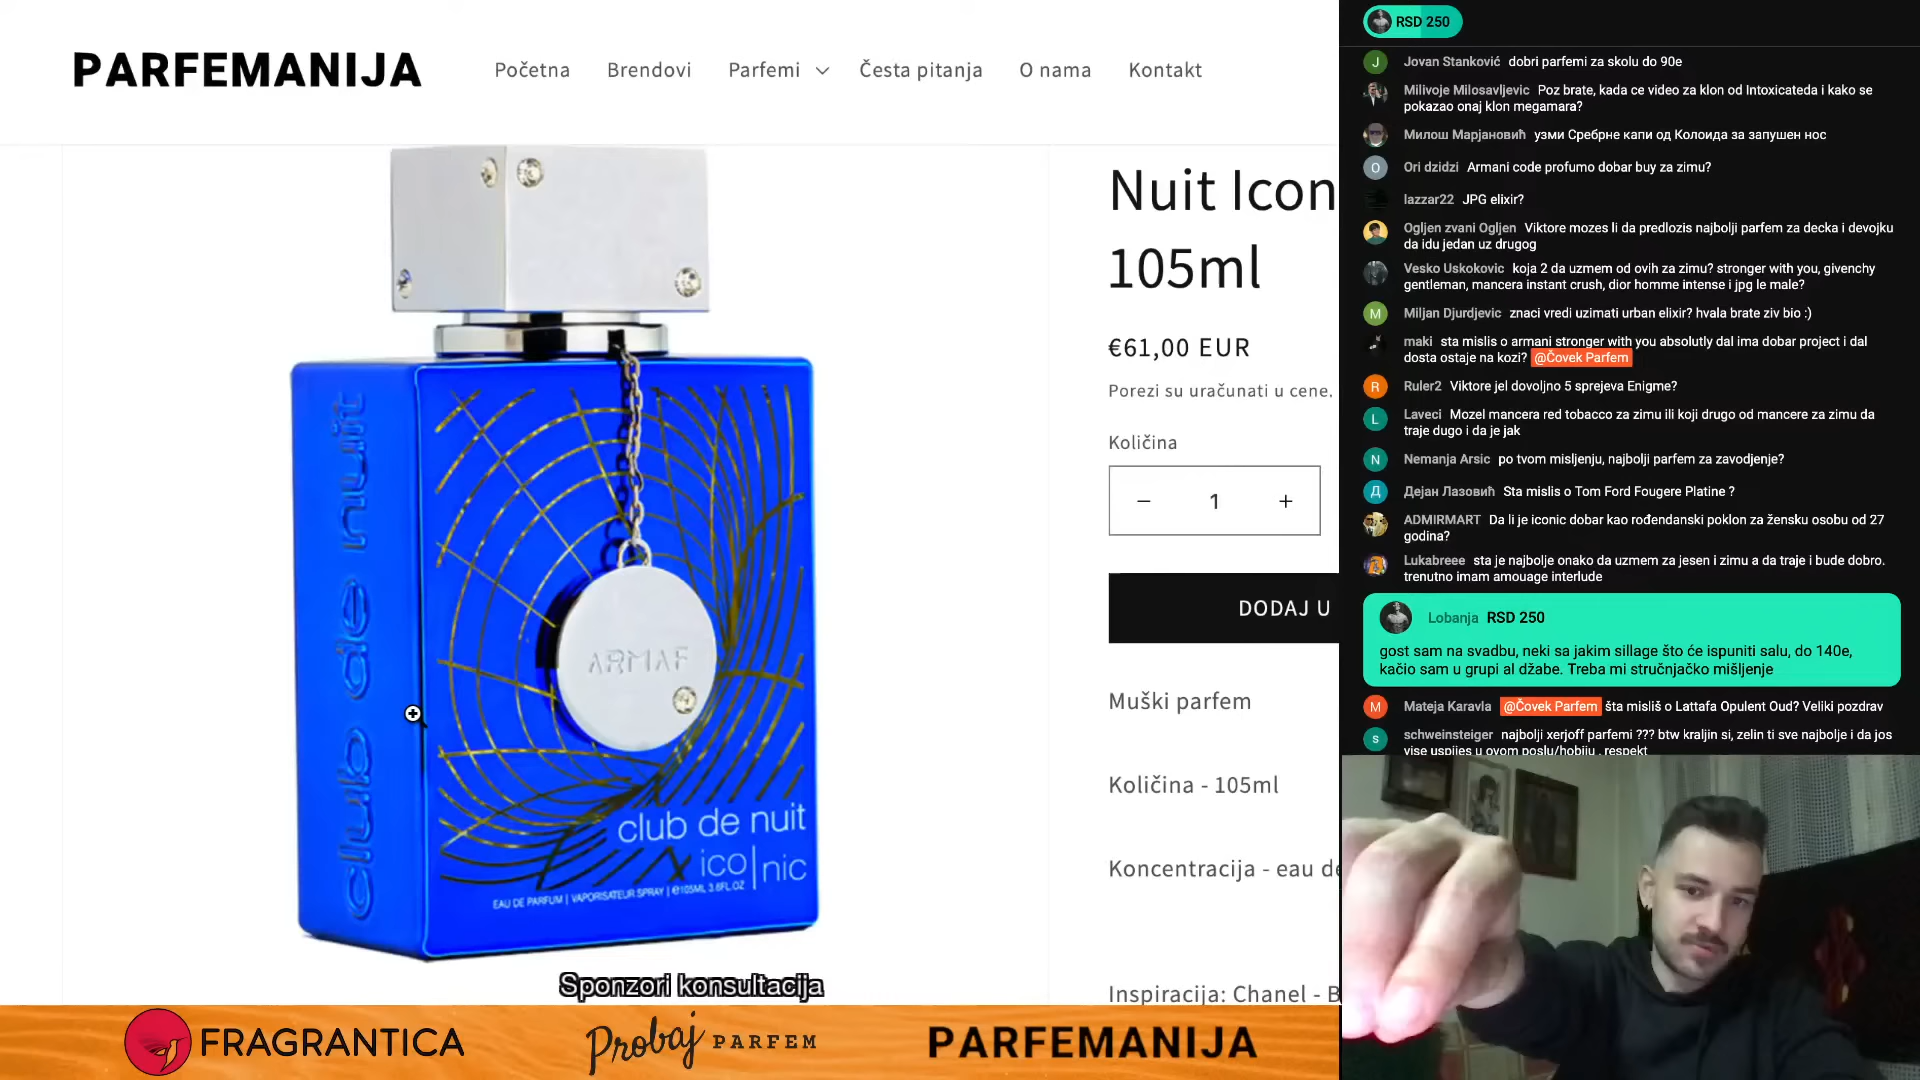 PARFEMANIJA
Početna
Brendovi
Parfemi
Česta pitanja
O nama
Kontakt
club de nuit
ARMAF
club de nuit
ico|nic
EAU DE PARFUM | VAPORISATEUR SPRAY | 105ML 3.6FL.OZ
Nuit Icon
105ml
€61,00 EUR
Porezi su uračunati u cene.
Količina
− 1 +
DODAJ U
Muški parfem
Količina - 105ml
Koncentracija - eau de
Inspiracija: Chanel - B
Sponzori konsultacija
FRAGRANTICA
Probaj PARFEM
PARFEMANIJA
RSD 250
J Jovan Stanković dobri parfemi za skolu do 90e
Milivoje Milosavljevic Poz brate, kada ce video za klon od Intoxicateda i kako se
pokazao onaj klon megamara?
Милош Марјановић узми Сребрне капи од Колоида за запушен нос
O Ori dzidzi Armani code profumo dobar buy za zimu?
lazzar22 JPG elixir?
Ogljen zvani Ogljen Viktore mozes li da predlozis najbolji parfem za decka i devojku
da idu jedan uz drugog
Vesko Uskokovic koja 2 da uzmem od ovih za zimu? stronger with you, givenchy
gentleman, mancera instant crush, dior homme intense i jpg le male?
M Miljan Djurdjevic znaci vredi uzimati urban elixir? hvala brate ziv bio :)
maki sta mislis o armani stronger with you absolutly dal ima dobar project i dal
dosta ostaje na kozi? @Čovek Parfem
R Ruler2 Viktore jel dovoljno 5 sprejeva Enigme?
L Laveci Mozel mancera red tobacco za zimu ili koji drugo od mancere za zimu da
traje dugo i da je jak
N Nemanja Arsic po tvom misljenju, najbolji parfem za zavodjenje?
Д Дејан Лазовић Sta mislis o Tom Ford Fougere Platine ?
ADMIRMART Da li je iconic dobar kao rođendanski poklon za žensku osobu od 27
godina?
Lukabreee sta je najbolje onako da uzmem za jesen i zimu a da traje i bude dobro.
trenutno imam amouage interlude
Lobanja RSD 250
gost sam na svadbu, neki sa jakim sillage što će ispuniti salu, do 140e,
kačio sam u grupi al džabe. Treba mi stručnjačko mišljenje
M Mateja Karavla @Čovek Parfem šta misliš o Lattafa Opulent Oud? Veliki pozdrav
s schweinsteiger najbolji xerjoff parfemi ??? btw kraljin si, zelin ti sve najbolje i da jos
vise uspijes u ovom poslu/hobiju , respekt